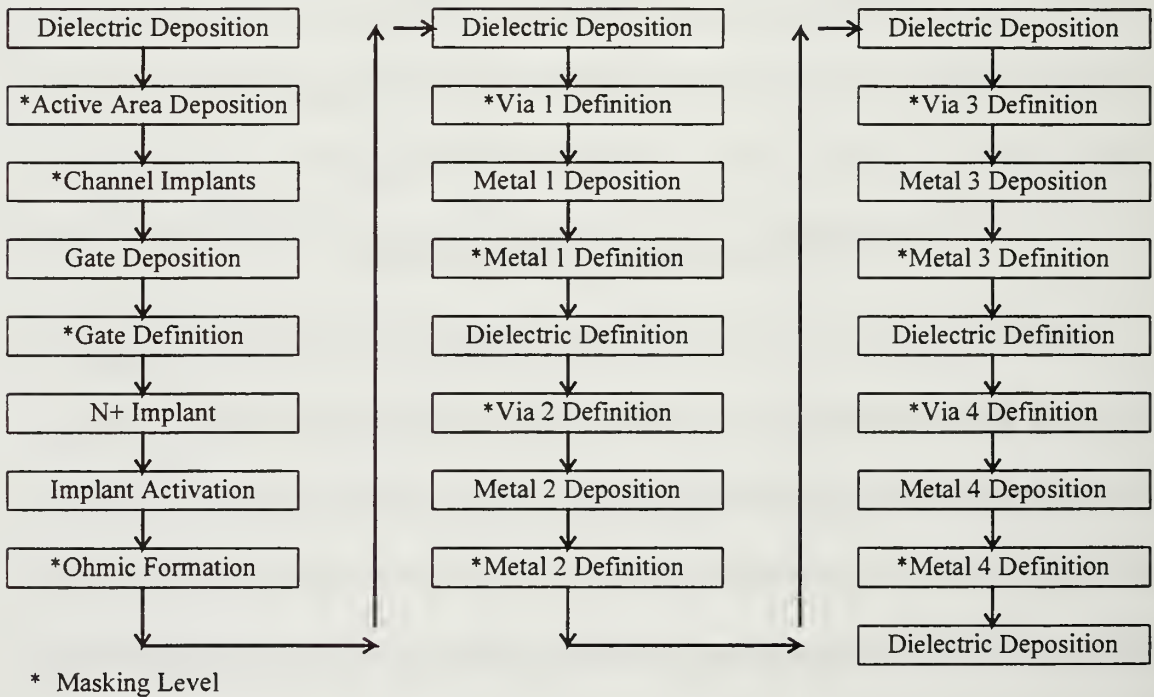 Dielectric Deposition
*Active Area Deposition
*Channel Implants
Gate Deposition
*Gate Definition
N+ Implant
Implant Activation
*Ohmic Formation
Dielectric Deposition
*Via 1 Definition
Metal 1 Deposition
*Metal 1 Definition
Dielectric Definition
*Via 2 Definition
Metal 2 Deposition
*Metal 2 Definition
Dielectric Deposition
*Via 3 Definition
Metal 3 Deposition
*Metal 3 Definition
Dielectric Definition
*Via 4 Definition
Metal 4 Deposition
*Metal 4 Definition
Dielectric Deposition
* Masking Level